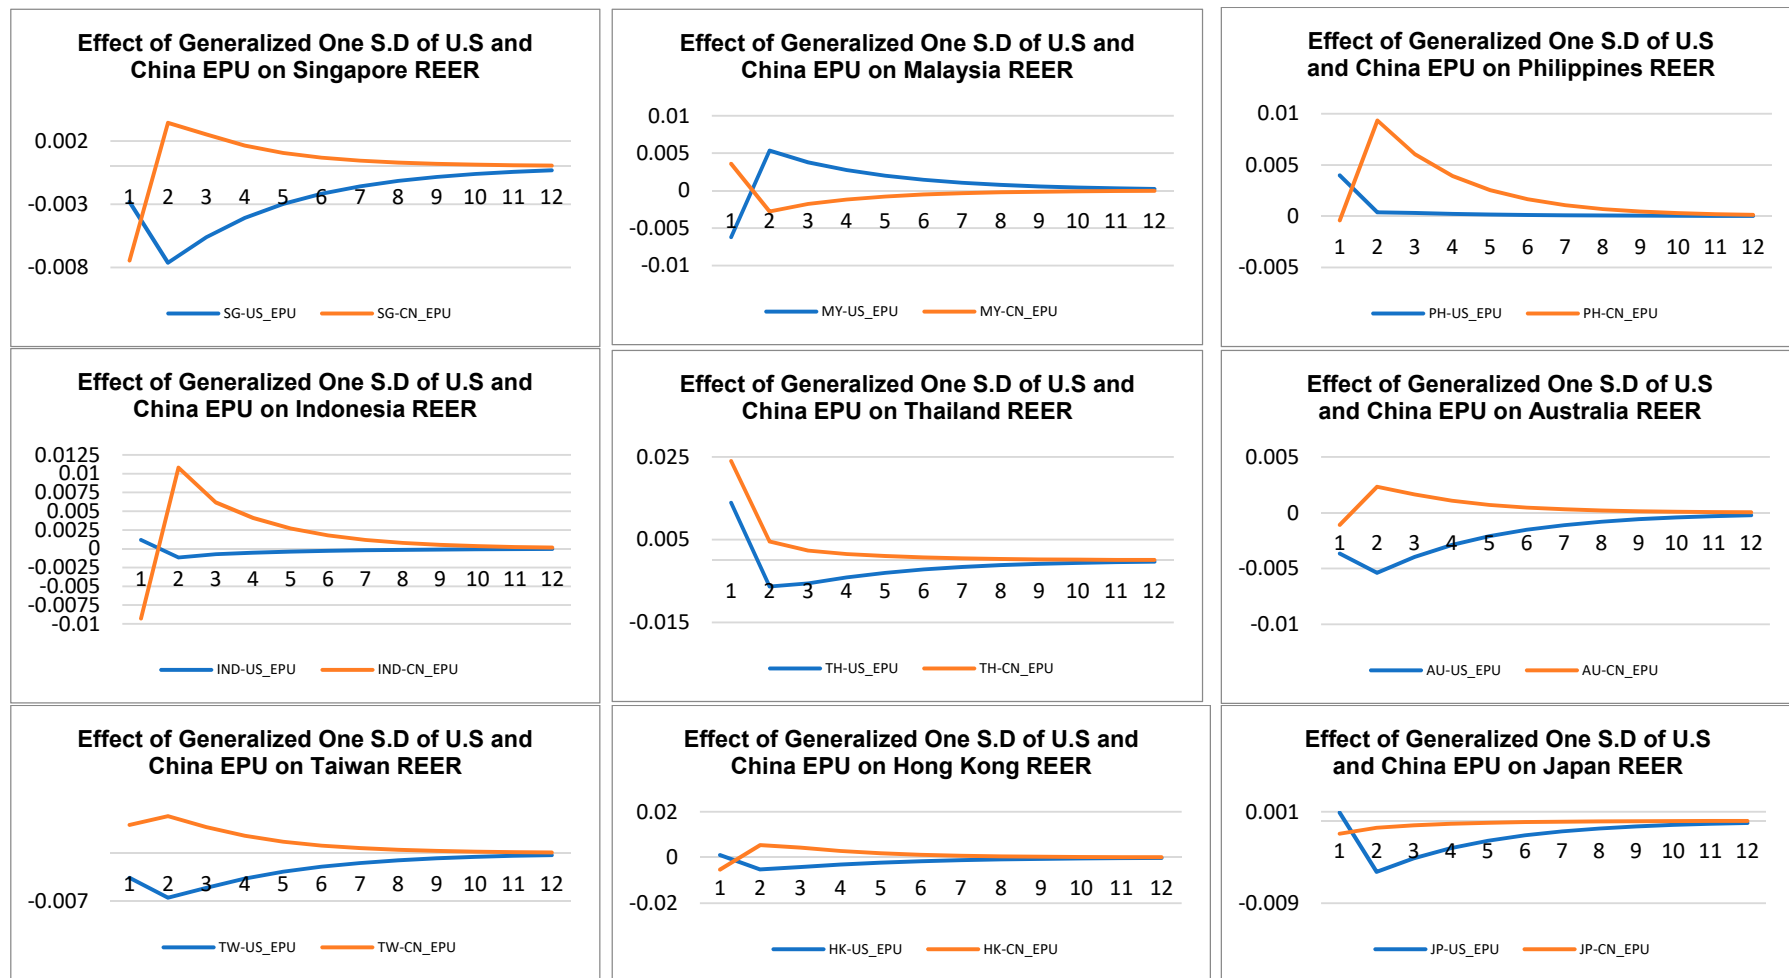 Effect of Generalized One S.D of U.S and
China EPU on Singapore REER
0.002
-0.003
-0.008
1 2 3 4 5 6 7 8 9 10 11 12
SG-US_EPU SG-CN_EPU
Effect of Generalized One S.D of U.S and
China EPU on Malaysia REER
0.01
0.005
0
-0.005
-0.01
1 2 3 4 5 6 7 8 9 10 11 12
MY-US_EPU MY-CN_EPU
Effect of Generalized One S.D of U.S
and China EPU on Philippines REER
0.01
0.005
0
-0.005
1 2 3 4 5 6 7 8 9 10 11 12
PH-US_EPU PH-CN_EPU
Effect of Generalized One S.D of U.S and
China EPU on Indonesia REER
0.0125
0.01
0.0075
0.005
0.0025
0
-0.0025
-0.005
-0.0075
-0.01
1 2 3 4 5 6 7 8 9 10 11 12
IND-US_EPU IND-CN_EPU
Effect of Generalized One S.D of U.S and
China EPU on Thailand REER
0.025
0.005
-0.015
1 2 3 4 5 6 7 8 9 10 11 12
TH-US_EPU TH-CN_EPU
Effect of Generalized One S.D of U.S
and China EPU on Australia REER
0.005
0
-0.005
-0.01
1 2 3 4 5 6 7 8 9 10 11 12
AU-US_EPU AU-CN_EPU
Effect of Generalized One S.D of U.S and
China EPU on Taiwan REER
-0.007
1 2 3 4 5 6 7 8 9 10 11 12
TW-US_EPU TW-CN_EPU
Effect of Generalized One S.D of U.S and
China EPU on Hong Kong REER
0.02
0
-0.02
1 2 3 4 5 6 7 8 9 10 11 12
HK-US_EPU HK-CN_EPU
Effect of Generalized One S.D of U.S
and China EPU on Japan REER
0.001
-0.009
1 2 3 4 5 6 7 8 9 10 11 12
JP-US_EPU JP-CN_EPU